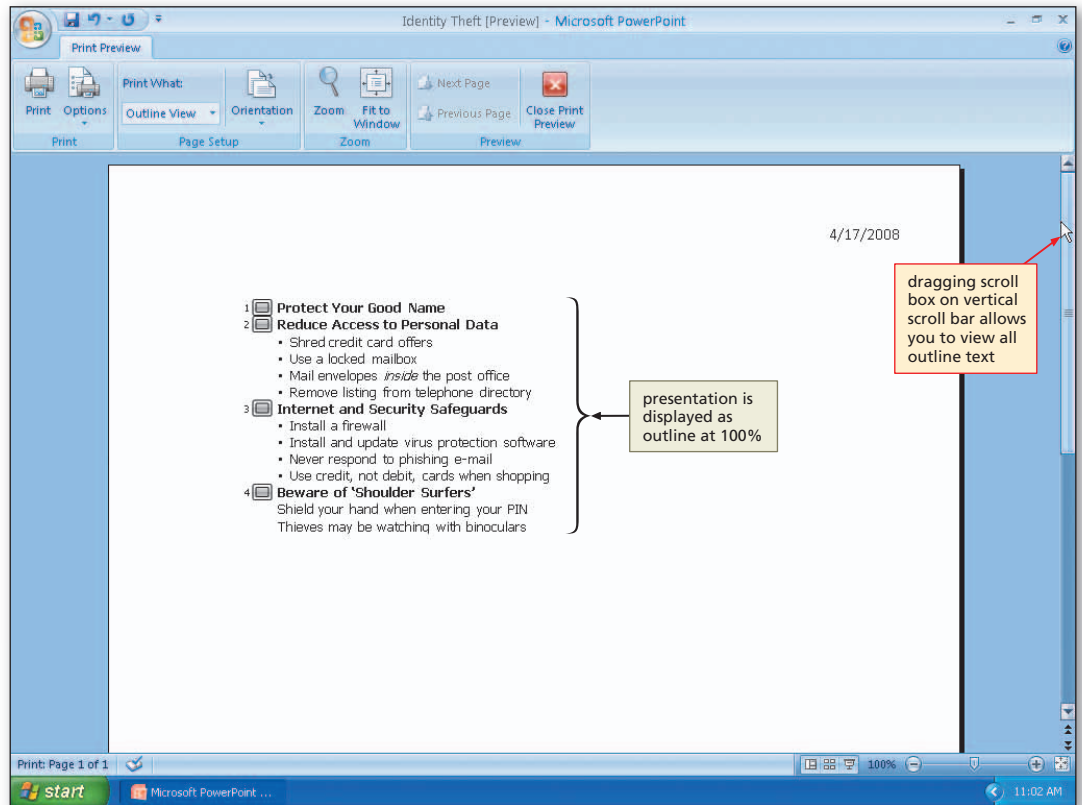 Identity Theft [Preview] - Microsoft PowerPoint
Print Preview
Print What:
Outline View
Print
Options
Orientation
Zoom
Fit to
Window
Next Page
Previous Page
Close Print
Preview
Print
Page Setup
Zoom
Preview
4/17/2008
1 Protect Your Good Name
2 Reduce Access to Personal Data
• Shred credit card offers
• Use a locked mailbox
• Mail envelopes inside the post office
• Remove listing from telephone directory
3 Internet and Security Safeguards
• Install a firewall
• Install and update virus protection software
• Never respond to phishing e-mail
• Use credit, not debit, cards when shopping
4 Beware of 'Shoulder Surfers'
Shield your hand when entering your PIN
Thieves may be watching with binoculars
presentation is
displayed as
outline at 100%
dragging scroll
box on vertical
scroll bar allows
you to view all
outline text
Print: Page 1 of 1
100%
start
Microsoft PowerPoint ...
11:02 AM